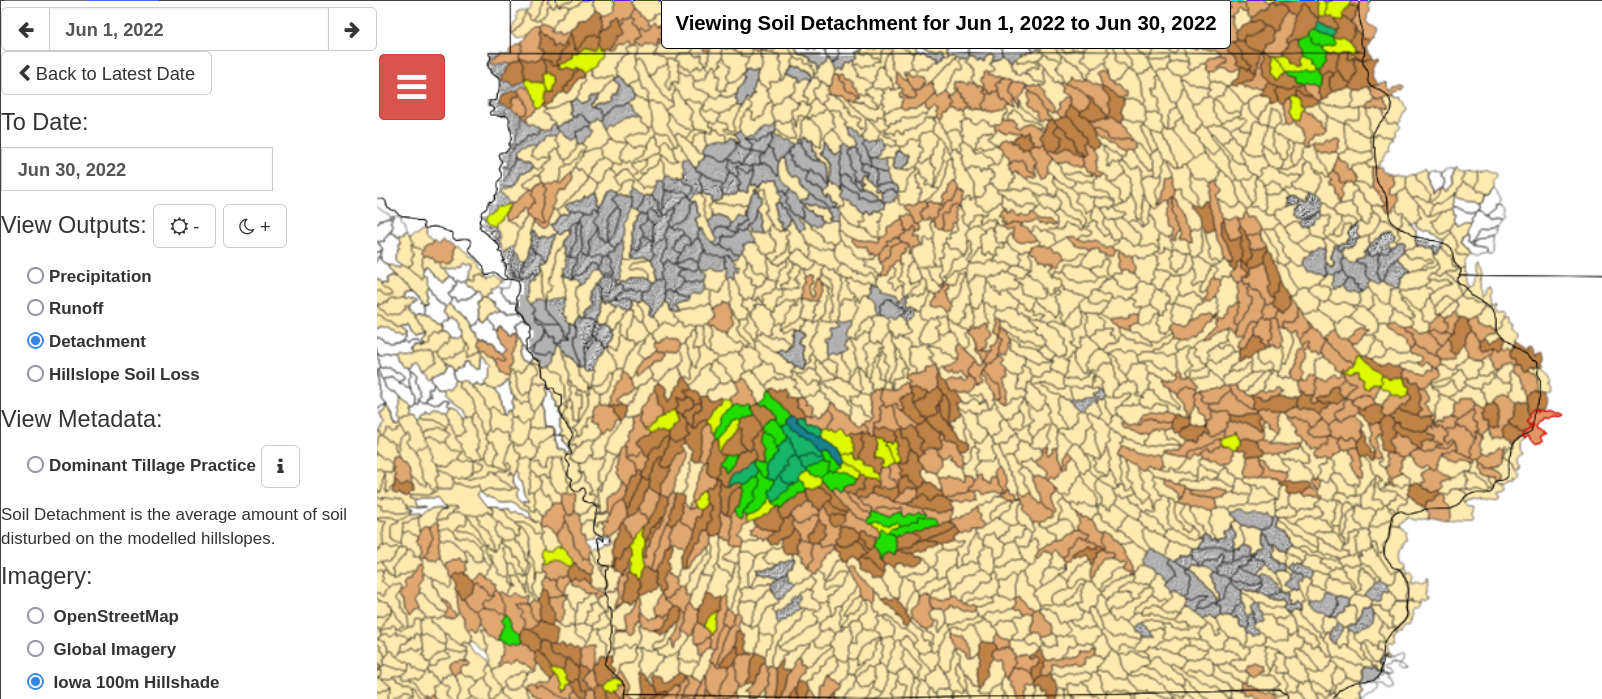 Jun 1, 2022
Viewing Soil Detachment for Jun 1, 2022 to Jun 30, 2022
Back to Latest Date
To Date:
Jun 30, 2022
View Outputs: - +
Precipitation
Runoff
Detachment
Hillslope Soil Loss
View Metadata:
Dominant Tillage Practice i
Soil Detachment is the average amount of soil
disturbed on the modelled hillslopes.
Imagery:
OpenStreetMap
Global Imagery
Iowa 100m Hillshade